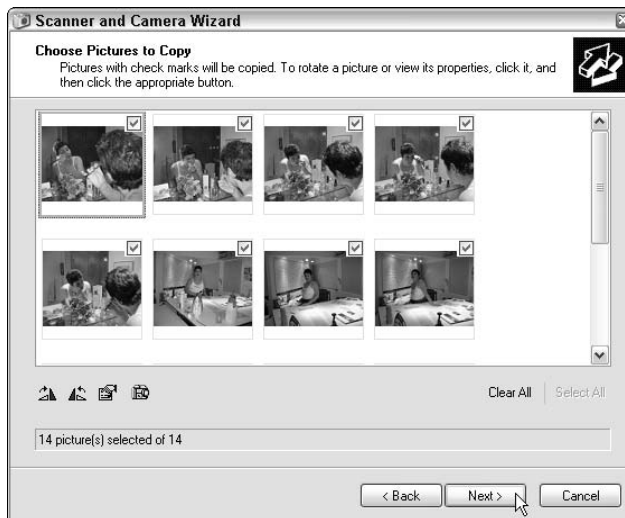 Scanner and Camera Wizard
Choose Pictures to Copy
Pictures with check marks will be copied. To rotate a picture or view its properties, click it, and
then click the appropriate button.
Clear All
Select All
14 picture(s) selected of 14
< Back
Next >
Cancel